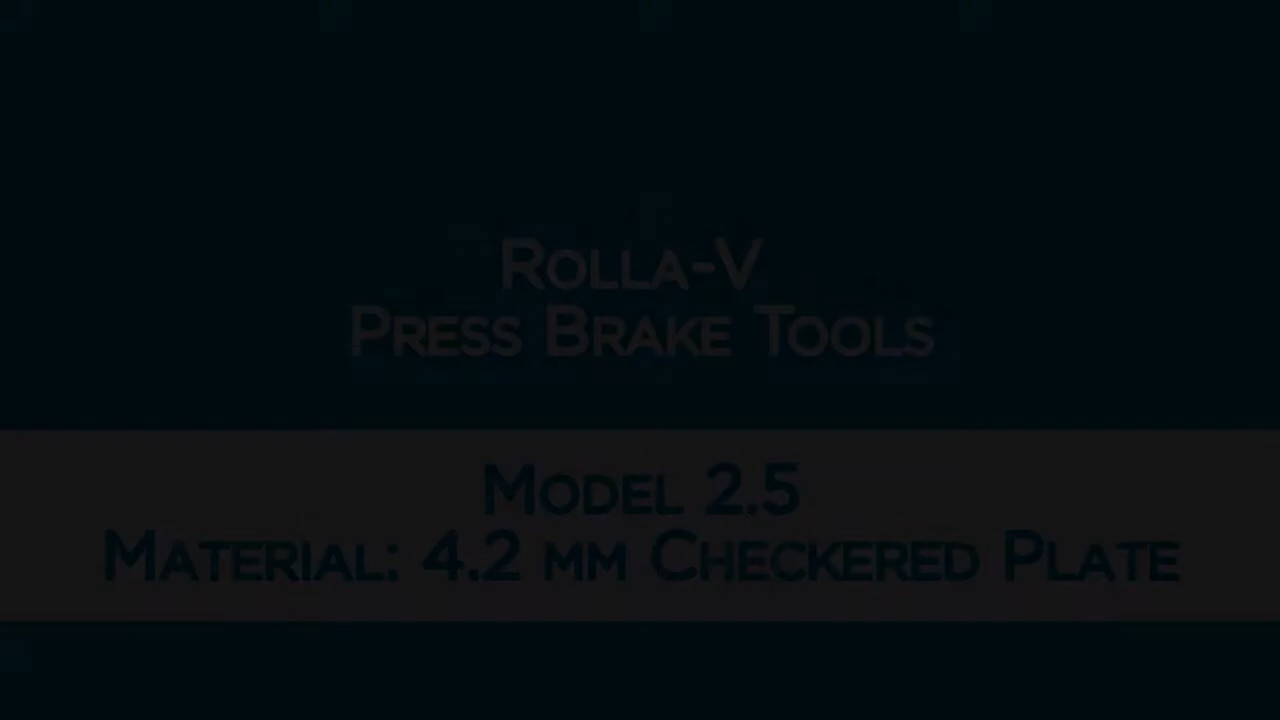 Rolla-V
Press Brake Tools
Model 2.5
Material: 4.2 mm Checkered Plate